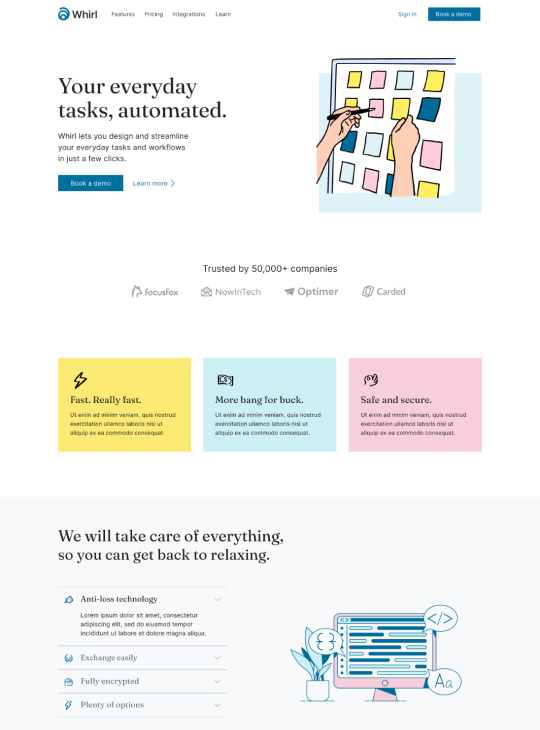 Whirl
Features Pricing Integrations Learn
Sign in
Book a demo
Your everyday
tasks, automated.
Whirl lets you design and streamline
your everyday tasks and workflows
in just a few clicks.
Book a demo
Learn more
Trusted by 50,000+ companies
focusfox
NowInTech
Optimer
Carded
Fast. Really fast.
Ut enim ad minim veniam, quis nostrud
exercitation ullamco laboris nisi ut
aliquip ex ea commodo consequat.
More bang for buck.
Ut enim ad minim veniam, quis nostrud
exercitation ullamco laboris nisi ut
aliquip ex ea commodo consequat.
Safe and secure.
Ut enim ad minim veniam, quis nostrud
exercitation ullamco laboris nisi ut
aliquip ex ea commodo consequat.
We will take care of everything,
so you can get back to relaxing.
Anti-loss technology
Lorem ipsum dolor sit amet, consectetur
adipiscing elit, sed do eiusmod tempor
incididunt ut labore et dolore magna aliqua.
Exchange easily
Fully encrypted
Plenty of options
</>
{ }
Aa